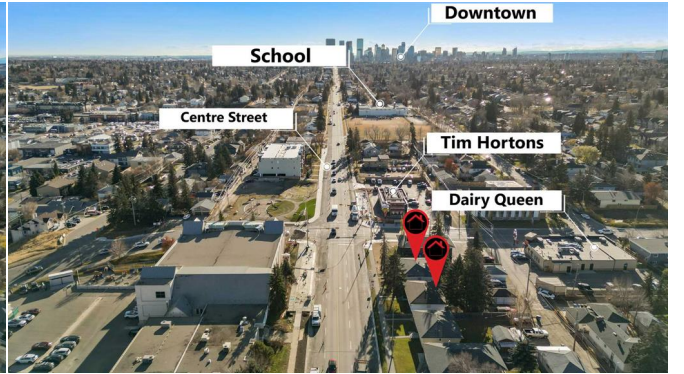 Downtown
School
Centre Street
Tim Hortons
Dairy Queen